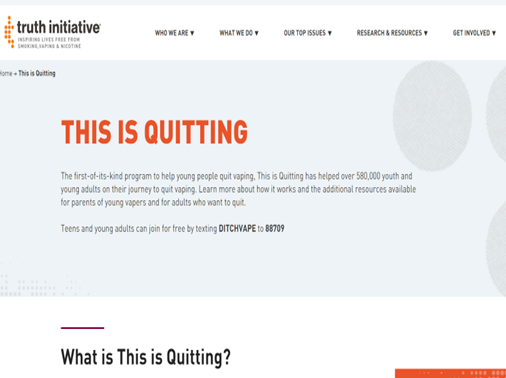 truth initiative®
INSPIRING LIVES FREE FROM
SMOKING, VAPING & NICOTINE
WHO WE ARE ▾ WHAT WE DO ▾ OUR TOP ISSUES ▾ RESEARCH & RESOURCES ▾ GET INVOLVED ▾
Home » This is Quitting
THIS IS QUITTING
The first-of-its-kind program to help young people quit vaping, This is Quitting has helped over 580,000 youth and
young adults on their journey to quit vaping. Learn more about how it works and the additional resources available
for parents of young vapers and for adults who want to quit.
Teens and young adults can join for free by texting DITCHVAPE to 88709
What is This is Quitting?